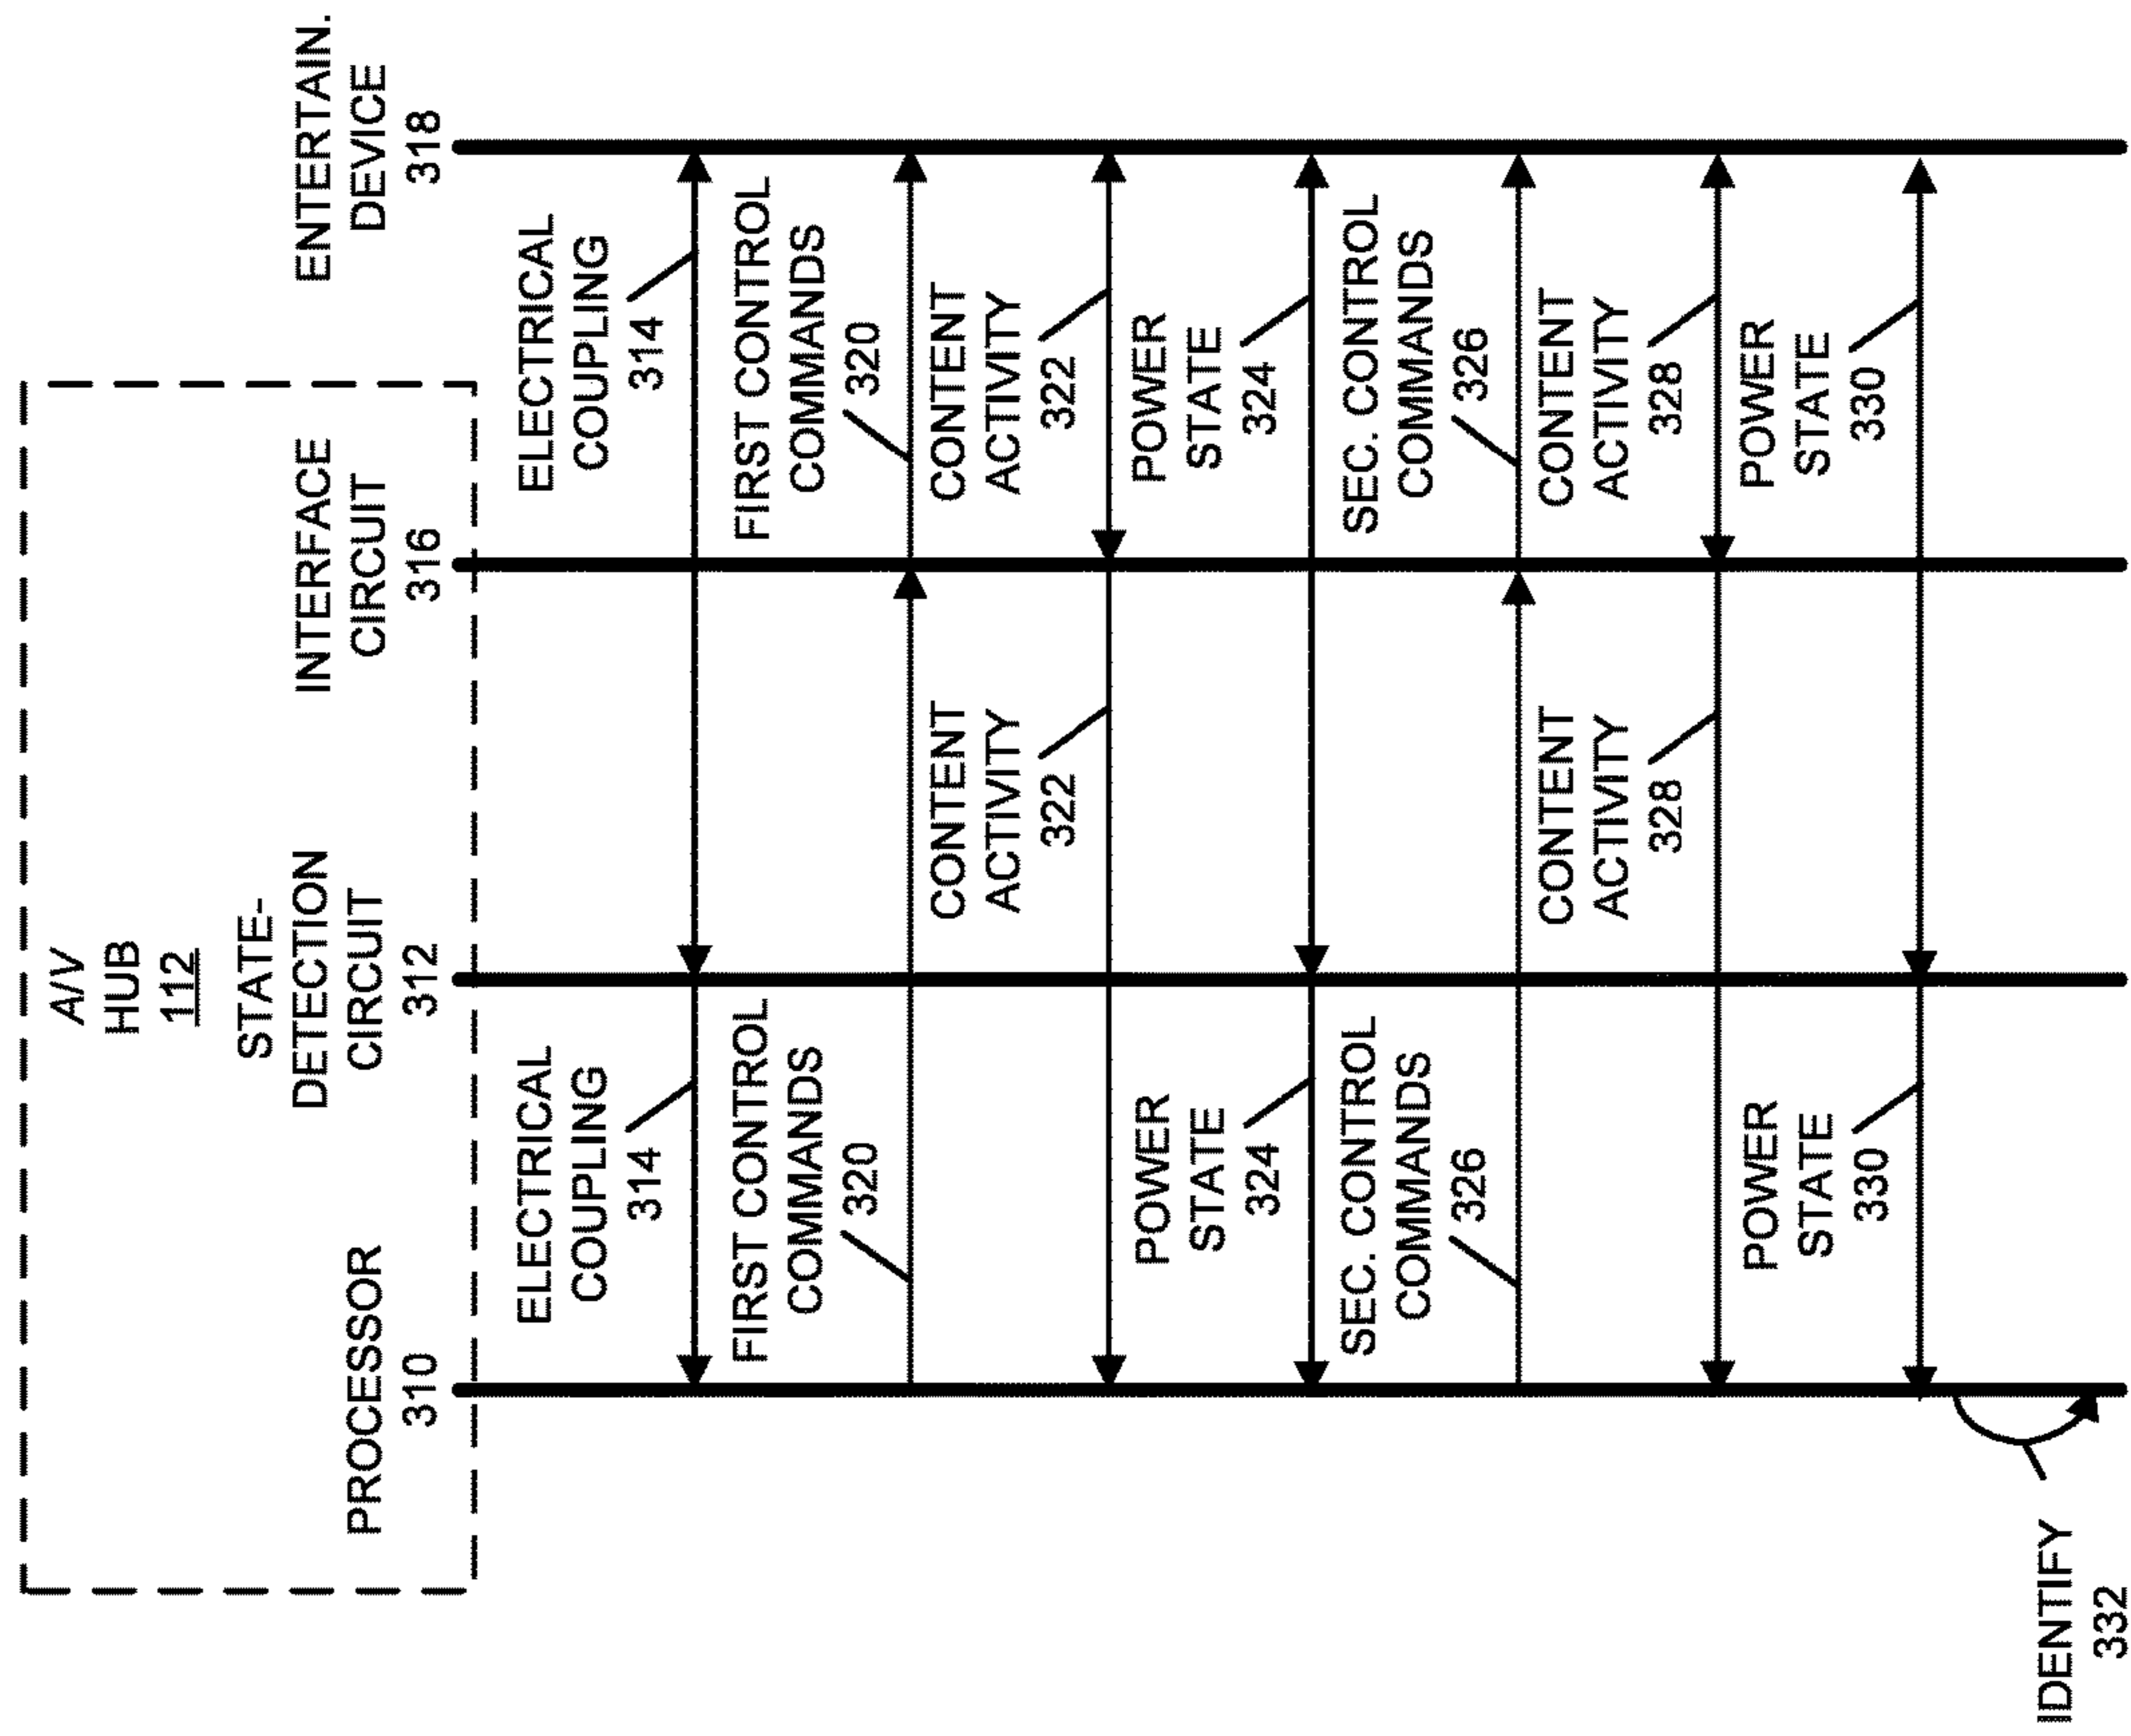 A/V
HUB
112
PROCESSOR
310
STATE-
DETECTION
CIRCUIT
312
INTERFACE
CIRCUIT
316
ENTERTAIN.
DEVICE
318
ELECTRICAL
COUPLING
314
ELECTRICAL
COUPLING
314
FIRST CONTROL
COMMANDS
320
FIRST CONTROL
COMMANDS
320
CONTENT
ACTIVITY
322
CONTENT
ACTIVITY
322
POWER
STATE
324
POWER
STATE
324
SEC. CONTROL
COMMANDS
326
SEC. CONTROL
COMMANDS
326
CONTENT
ACTIVITY
328
CONTENT
ACTIVITY
328
POWER
STATE
330
POWER
STATE
330
IDENTIFY
332